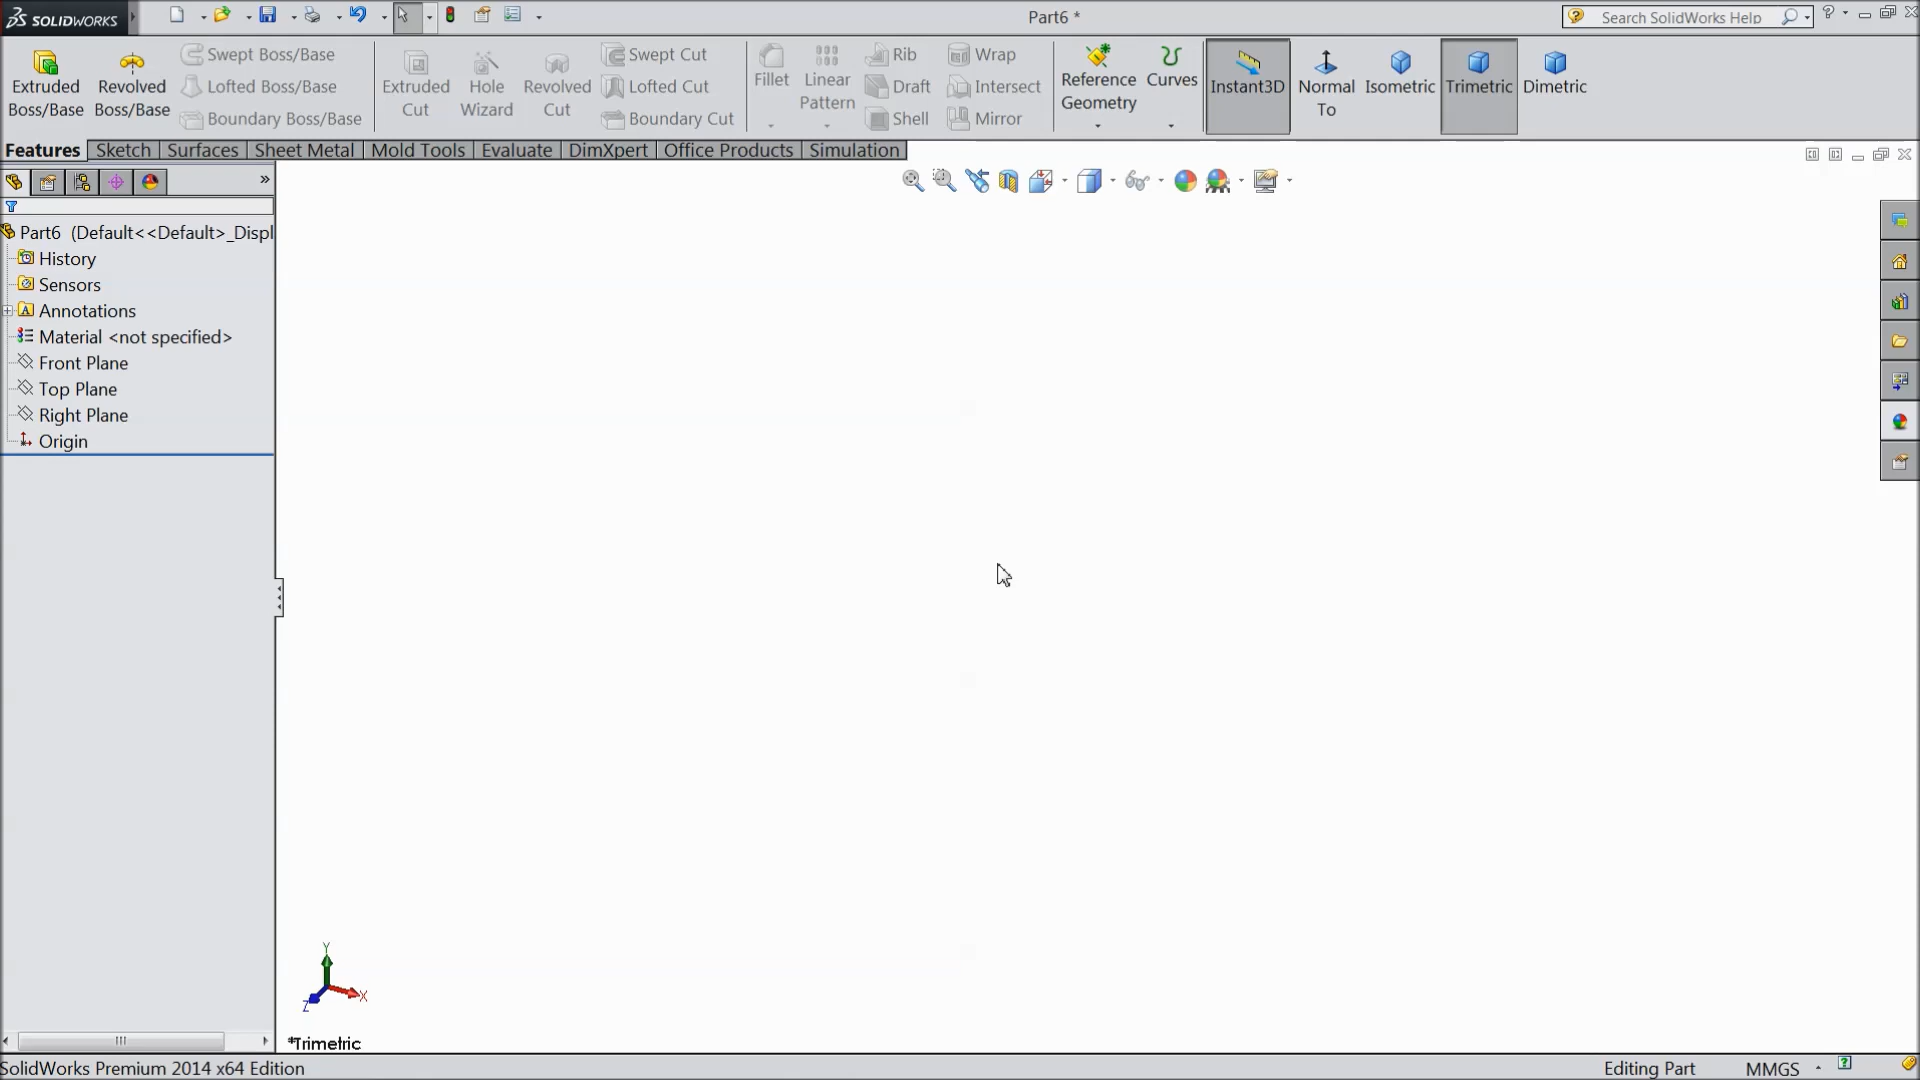 SOLIDWORKS
Part6 *
Search SolidWorks Help
Extruded Boss/Base
Revolved Boss/Base
Swept Boss/Base
Lofted Boss/Base
Boundary Boss/Base
Extruded Cut
Hole Wizard
Revolved Cut
Swept Cut
Lofted Cut
Boundary Cut
Fillet
Linear Pattern
Rib
Draft
Shell
Wrap
Intersect
Mirror
Reference Geometry
Curves
Instant3D
Normal To
Isometric
Trimetric
Dimetric
Features Sketch Surfaces Sheet Metal Mold Tools Evaluate DimXpert Office Products Simulation
Part6 (Default<<Default>_Displ
History
Sensors
Annotations
Material <not specified>
Front Plane
Top Plane
Right Plane
Origin
Y
X
Z
*Trimetric
SolidWorks Premium 2014 x64 Edition
Editing Part
MMGS